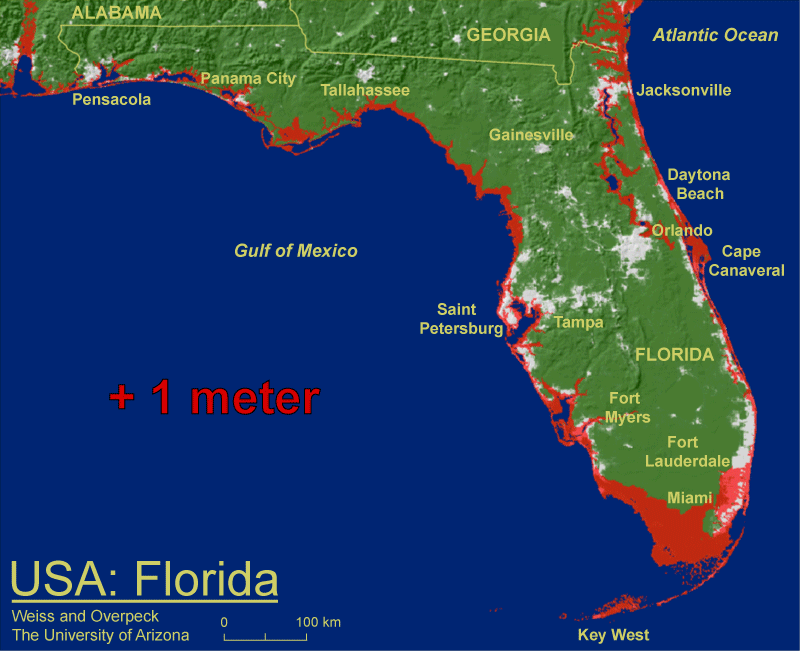 ALABAMA
GEORGIA
Atlantic Ocean
Pensacola
Panama City
Tallahassee
Jacksonville
Gainesville
Daytona
Beach
Orlando
Cape
Canaveral
Gulf of Mexico
Saint
Petersburg
Tampa
FLORIDA
+ 1 meter
Fort
Myers
Fort
Lauderdale
Miami
USA: Florida
Weiss and Overpeck
The University of Arizona
0
100 km
Key West